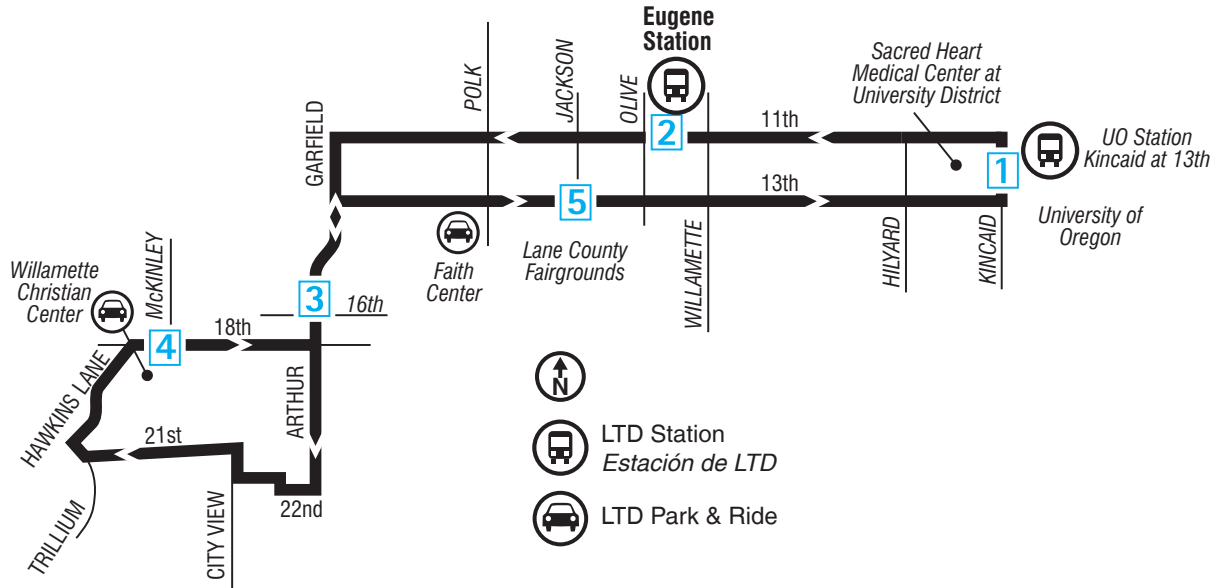 Eugene
Station
Sacred Heart
Medical Center at
University District
POLK
JACKSON
OLIVE
GARFIELD
2
11th
UO Station
Kincaid at 13th
1
5
13th
University of
Oregon
Faith
Center
Lane County
Fairgrounds
WILLAMETTE
HILYARD
KINCAID
Willamette
Christian
Center
McKINLEY
3
16th
4
18th
HAWKINS LANE
ARTHUR
21st
22nd
TRILLIUM
CITY VIEW
N
LTD Station
Estación de LTD
LTD Park & Ride